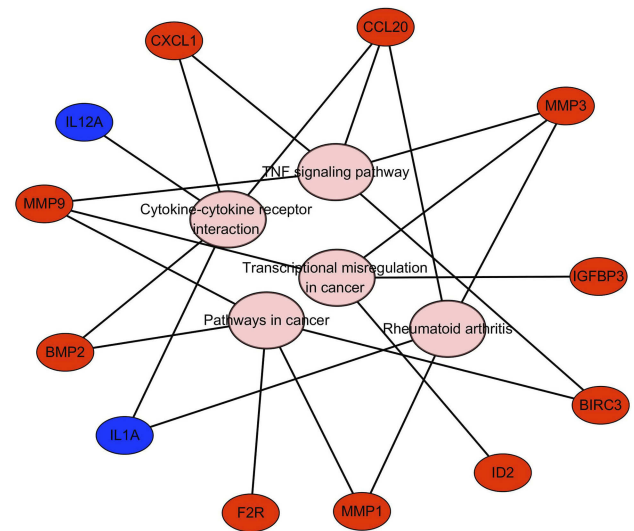 CCL20
CXCL1
MMP3
IL12A
TNF signaling pathway
MMP9
Cytokine-cytokine receptor
interaction
Transcriptional misregulation
in cancer
IGFBP3
Pathways in cancer
Rheumatoid arthritis
BMP2
BIRC3
IL1A
ID2
F2R
MMP1